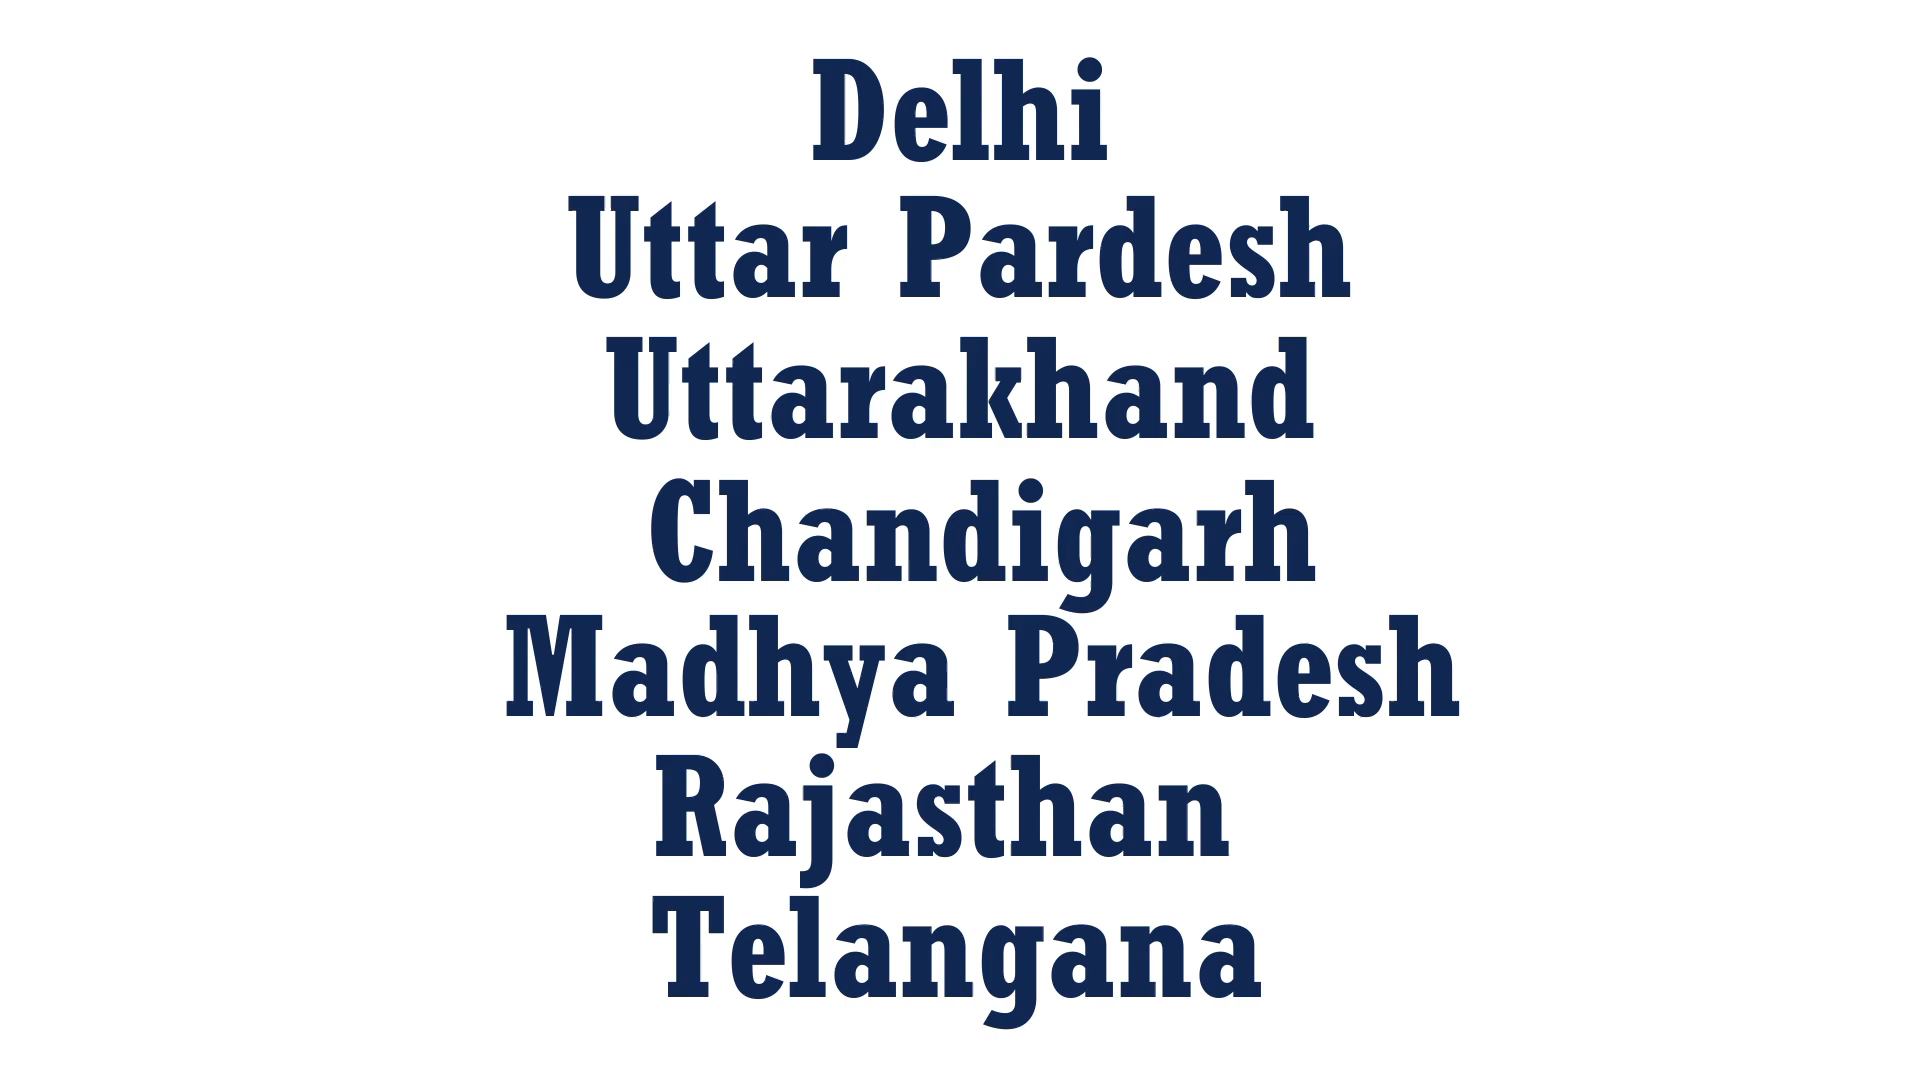 Delhi
Uttar Pardesh
Uttarakhand
Chandigarh
Madhya Pradesh
Rajasthan
Telangana